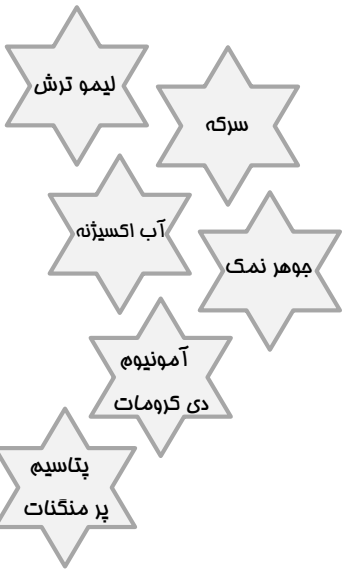 لیمو ترش
سرکه
آب اکسیژنه
جوهر نمک
آمونیوم
دی کرومات
پتاسیم
پر منگنات